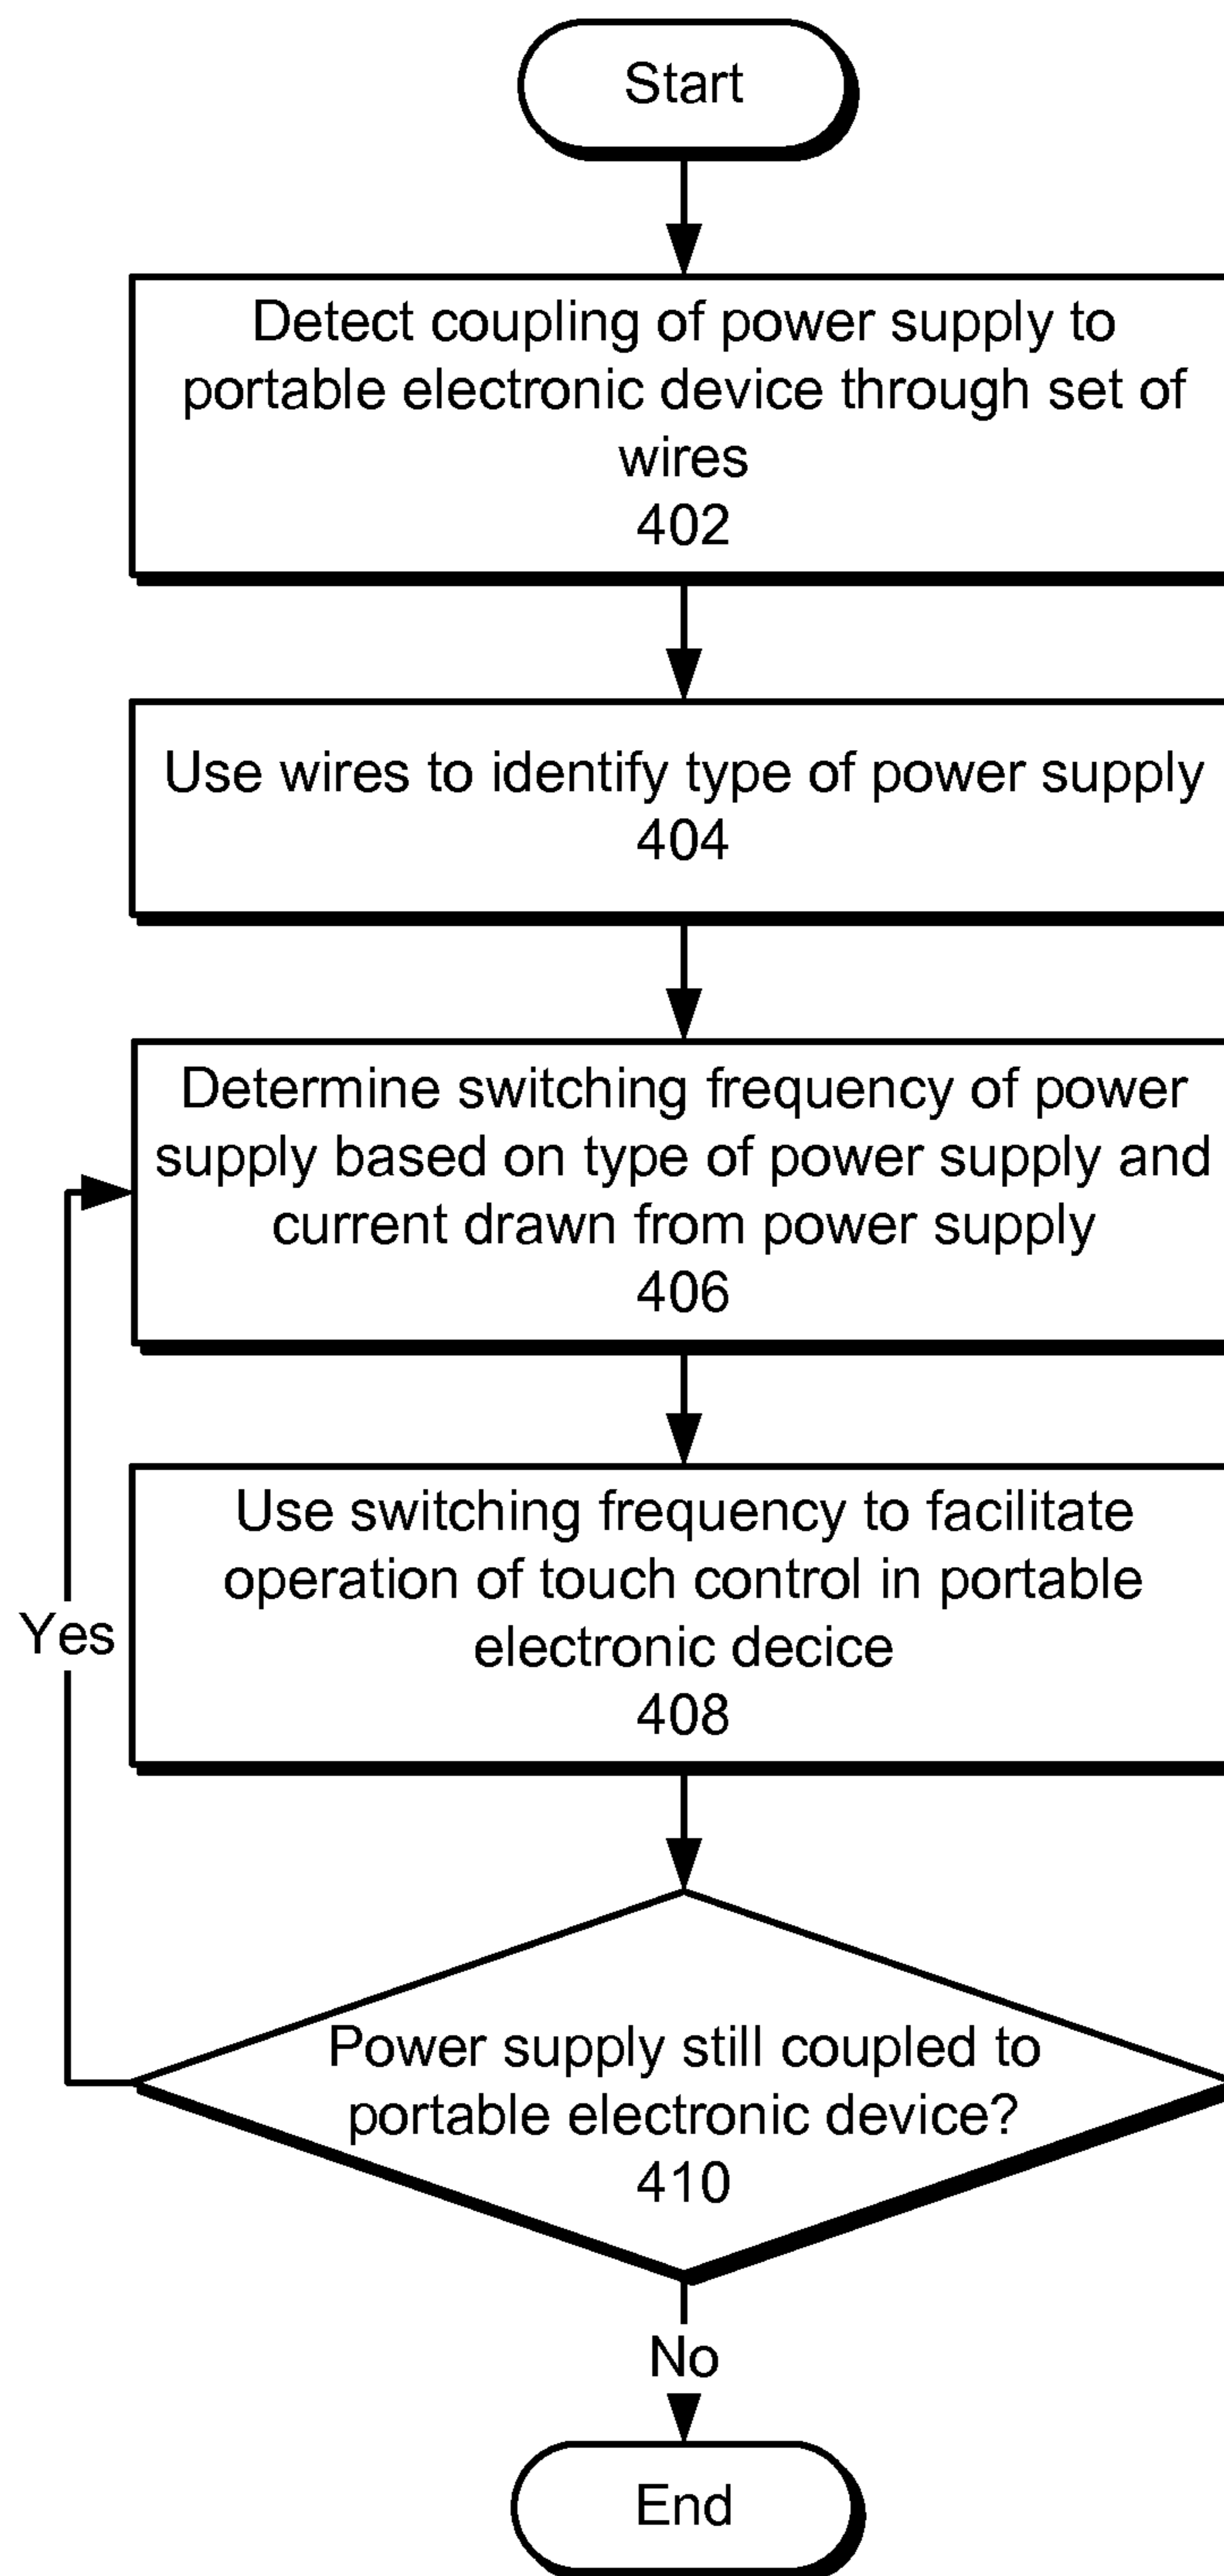 Start
Detect coupling of power supply to
portable electronic device through set of
wires
402
Use wires to identify type of power supply
404
Determine switching frequency of power
supply based on type of power supply and
current drawn from power supply
406
Use switching frequency to facilitate
operation of touch control in portable
electronic decice
408
Yes
Power supply still coupled to
portable electronic device?
410
No
End